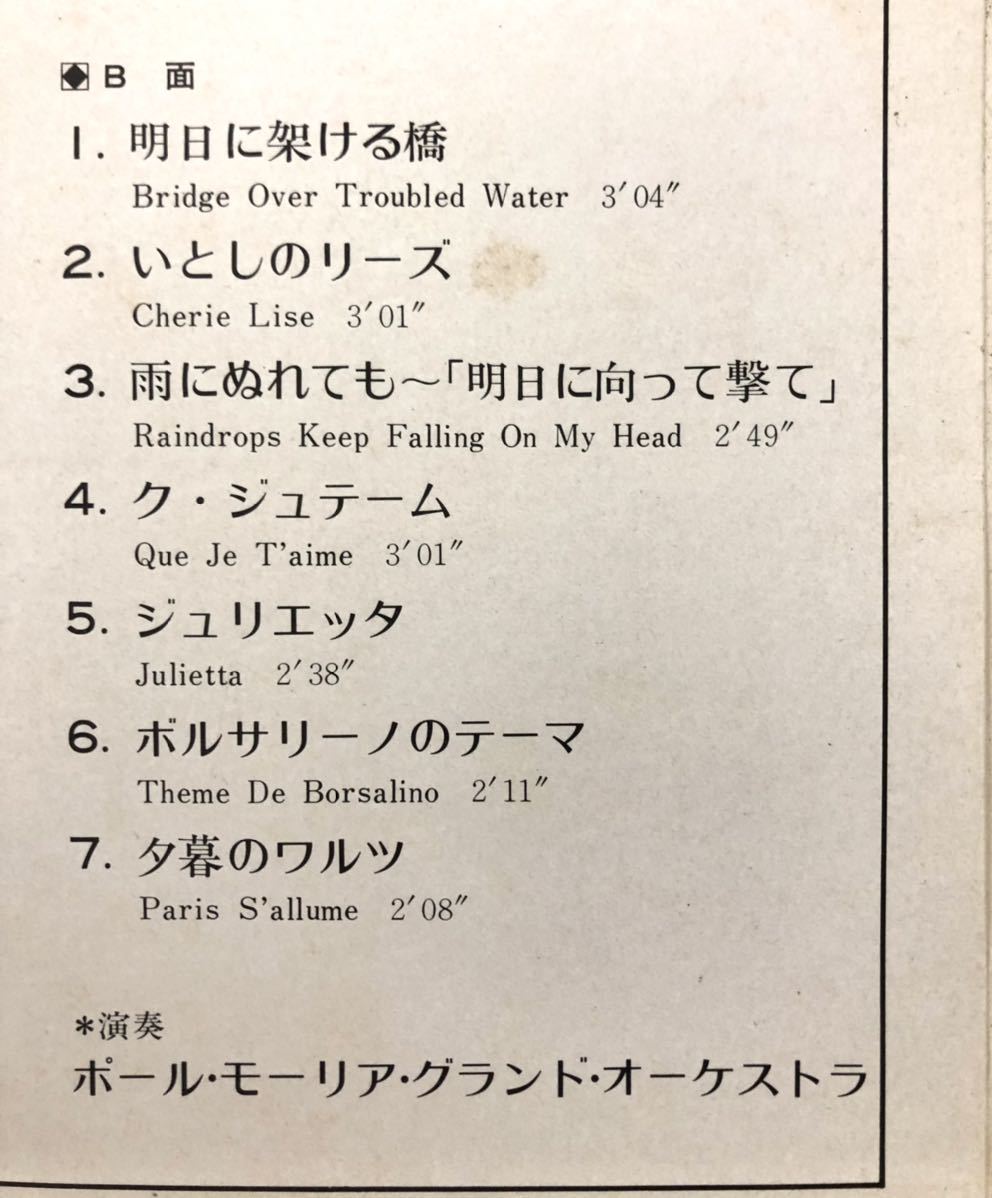 ◆B 面
1. 明日に架ける橋
Bridge Over Troubled Water 3′04″
2. いとしのリーズ
Cherie Lise 3′01″
3. 雨にぬれても〜「明日に向って撃て」
Raindrops Keep Falling On My Head 2′49″
4. ク・ジュテーム
Que Je T’aime 3′01″
5. ジュリエッタ
Julietta 2′38″
6. ボルサリーノのテーマ
Theme De Borsalino 2′11″
7. 夕暮のワルツ
Paris S’allume 2′08″
*演奏
ポール・モーリア・グランド・オーケストラ